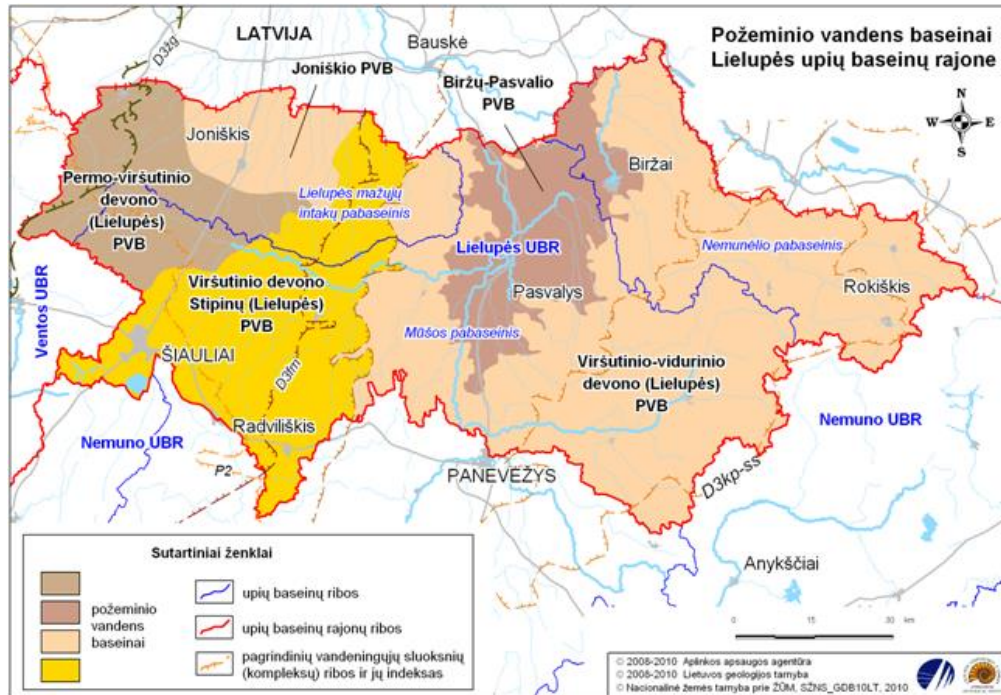 Požeminio vandens baseinai
Lielupės upių baseinų rajone
LATVIJA
Bauskė
D3žg
Joniškio PVB
Biržų-Pasvalio
PVB
N
W E
S
Joniškis
Biržai
Permo-viršutinio
devono
(Lielupės)
PVB
Lielupės mažųjų
intakų pabaseinis
Lielupės UBR
Nemunėlio pabaseinis
Ventos UBR
Viršutinio devono
Stipinų (Lielupės)
PVB
Pasvalys
Rokiškis
Mūšos pabaseinis
ŠIAULIAI
D3fm
Viršutinio-vidurinio
devono (Lielupės)
PVB
Nemuno UBR
Radviliškis
Nemuno UBR
P2
PANEVĖŽYS
D3kp-ss
Anykščiai
Sutartiniai ženklai
požeminio
vandens
baseinai
upių baseinų ribos
upių baseinų rajonų ribos
pagrindinių vandeningųjų sluoksnių
(kompleksų) ribos ir jų indeksas
0 15 30 km
© 2008-2010 Aplinkos apsaugos agentūra
© 2008-2010 Lietuvos geologijos tarnyba
© Nacionalinė žemės tarnyba prie ŽŪM, SŽNS_GDB10LT, 2010